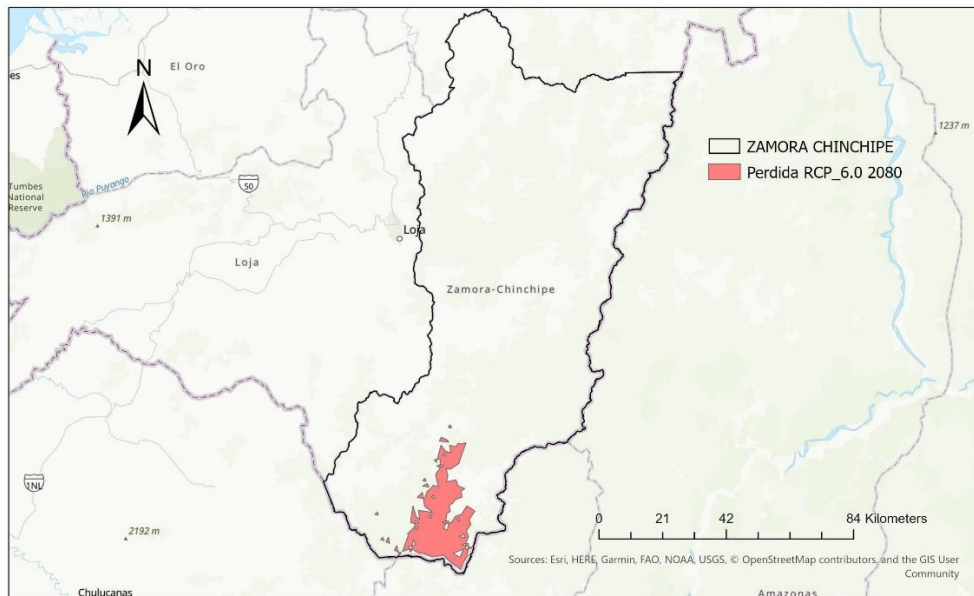 es
El Oro
N
Rio Puyango
50
1237 m
ZAMORA CHINCHIPE
Perdida RCP_6.0 2080
Tumbes
National
Reserve
1391 m
Loja
Loja
Zamora-Chinchipe
1NL
2192 m
0 21 42 84 Kilometers
Sources: Esri, HERE, Garmin, FAO, NOAA, USGS, © OpenStreetMap contributors, and the GIS User
Community
Chulucanas
Amazonas